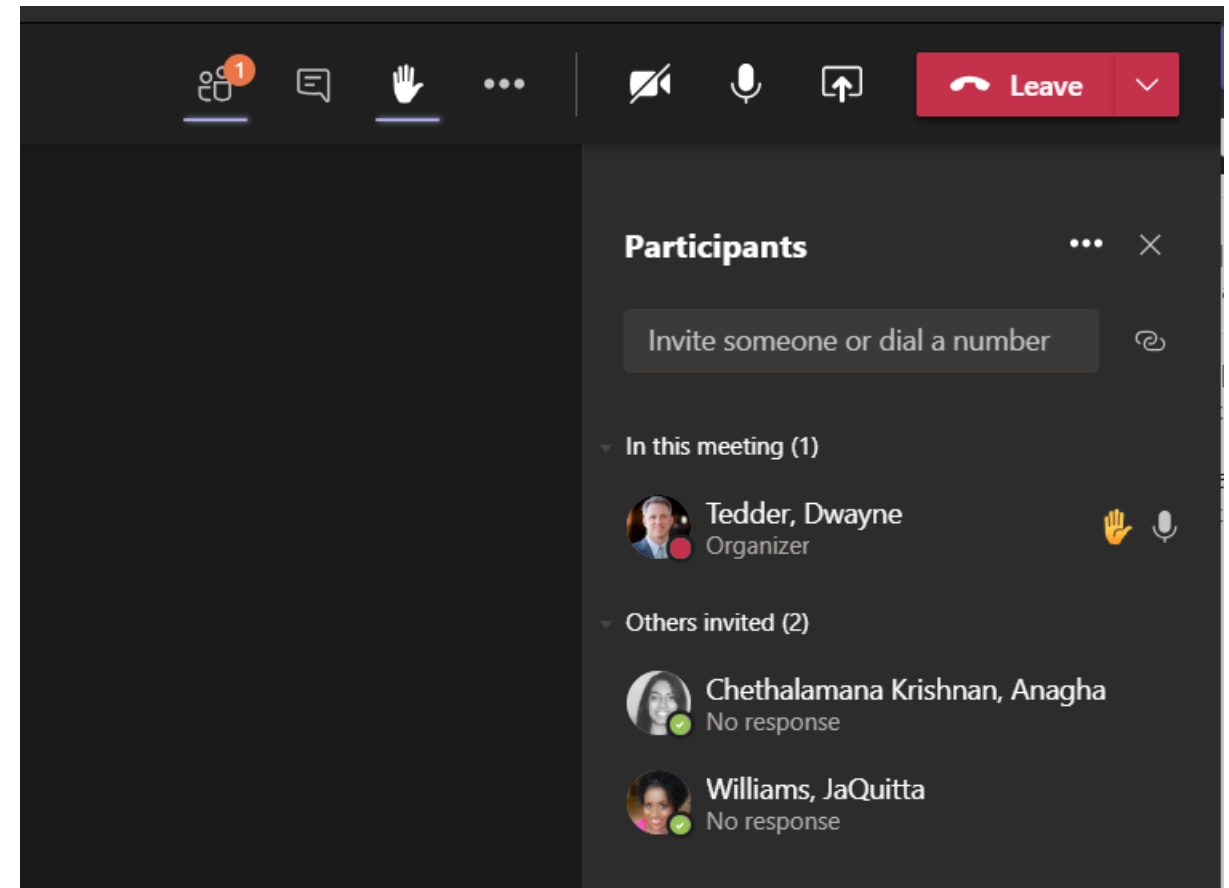 1
Leave
Participants
Invite someone or dial a number
In this meeting (1)
Tedder, Dwayne
Organizer
Others invited (2)
Chethalamana Krishnan, Anagha
No response
Williams, JaQuitta
No response